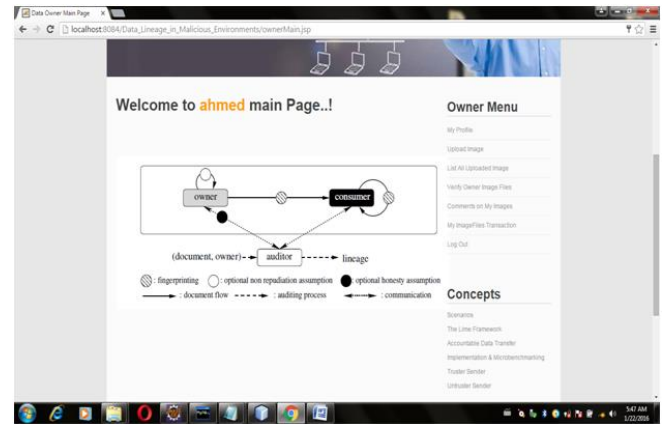 Data Owner Main Page
localhost:8084/Data_Lineage_in_Malicious_Environments/ownerMain.jsp
Welcome to ahmed main Page..!
owner
consumer
(document, owner)
auditor
lineage
: fingerprinting
: optional non repudiation assumption
: optional honesty assumption
: document flow
: auditing process
: communication
Owner Menu
My Profile
Upload Image
List All Uploaded Image
Verify Owner Image Files
Comments on My Images
My ImageFiles Transaction
Log Out
Concepts
Scenarios
The Lime Framework
Accountable Data Transfer
Implementation & Microbenchmarking
Truster Sender
Untruster Sender
5:47 AM
1/22/2016